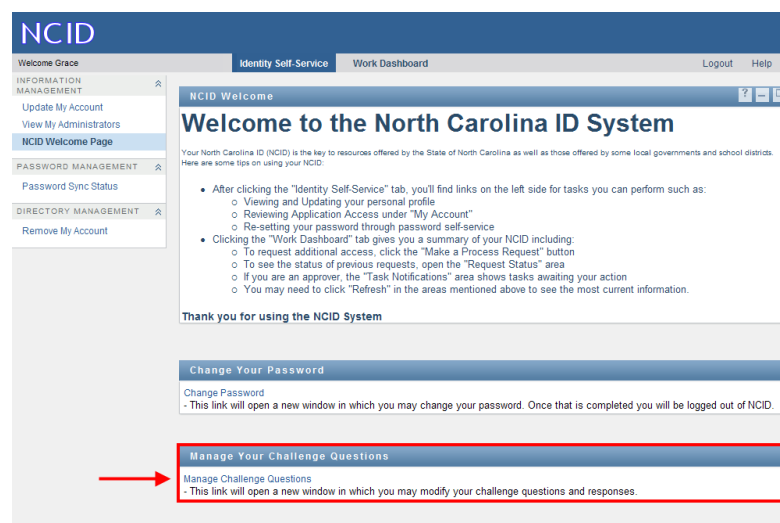 NCID
Welcome Grace
Identity Self-Service
Work Dashboard
Logout
Help
INFORMATION
MANAGEMENT
Update My Account
View My Administrators
NCID Welcome Page
PASSWORD MANAGEMENT
Password Sync Status
DIRECTORY MANAGEMENT
Remove My Account
NCID Welcome
?
Welcome to the North Carolina ID System
Your North Carolina ID (NCID) is the key to resources offered by the State of North Carolina as well as those offered by some local governments and school districts.
Here are some tips on using your NCID:
• After clicking the "Identity Self-Service" tab, you'll find links on the left side for tasks you can perform such as:
o Viewing and Updating your personal profile
o Reviewing Application Access under "My Account"
o Re-setting your password through password self-service
• Clicking the "Work Dashboard" tab gives you a summary of your NCID including:
o To request additional access, click the "Make a Process Request" button
o To see the status of previous requests, open the "Request Status" area
o If you are an approver, the "Task Notifications" area shows tasks awaiting your action
o You may need to click "Refresh" in the areas mentioned above to see the most current information.
Thank you for using the NCID System
Change Your Password
Change Password
- This link will open a new window in which you may change your password. Once that is completed you will be logged out of NCID.
Manage Your Challenge Questions
Manage Challenge Questions
- This link will open a new window in which you may modify your challenge questions and responses.